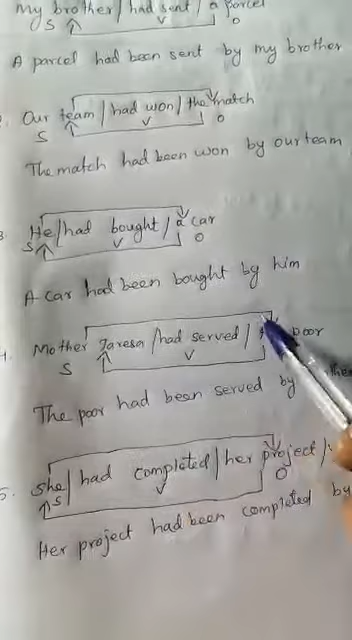 My brother / had sent / a parcel
S V O
A parcel had been sent by my brother
Our team / had won / the match
S V O
The match had been won by our team
3 He / had bought / a car
S V O
A car had been bought by him
4. Mother Taresa / had served / poor
S V
The poor had been served by
5. She / had completed / her project /
S V O
Her project had been completed by